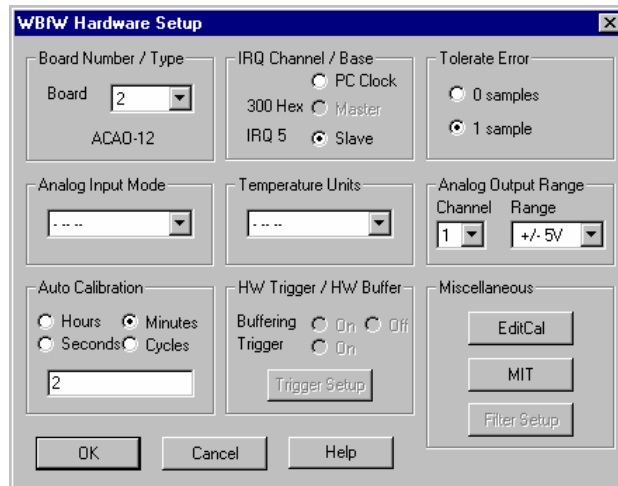 WBfW Hardware Setup
Board Number / Type
Board 2
ACAO-12
IRQ Channel / Base
PC Clock
300 Hex Master
IRQ 5 Slave
Tolerate Error
0 samples
1 sample
Analog Input Mode
- -- --
Temperature Units
- -- --
Analog Output Range
Channel Range
1 +/- 5V
Auto Calibration
Hours Minutes
Seconds Cycles
2
HW Trigger / HW Buffer
Buffering On Off
Trigger On
Trigger Setup
Miscellaneous
EditCal
MIT
Filter Setup
OK Cancel Help